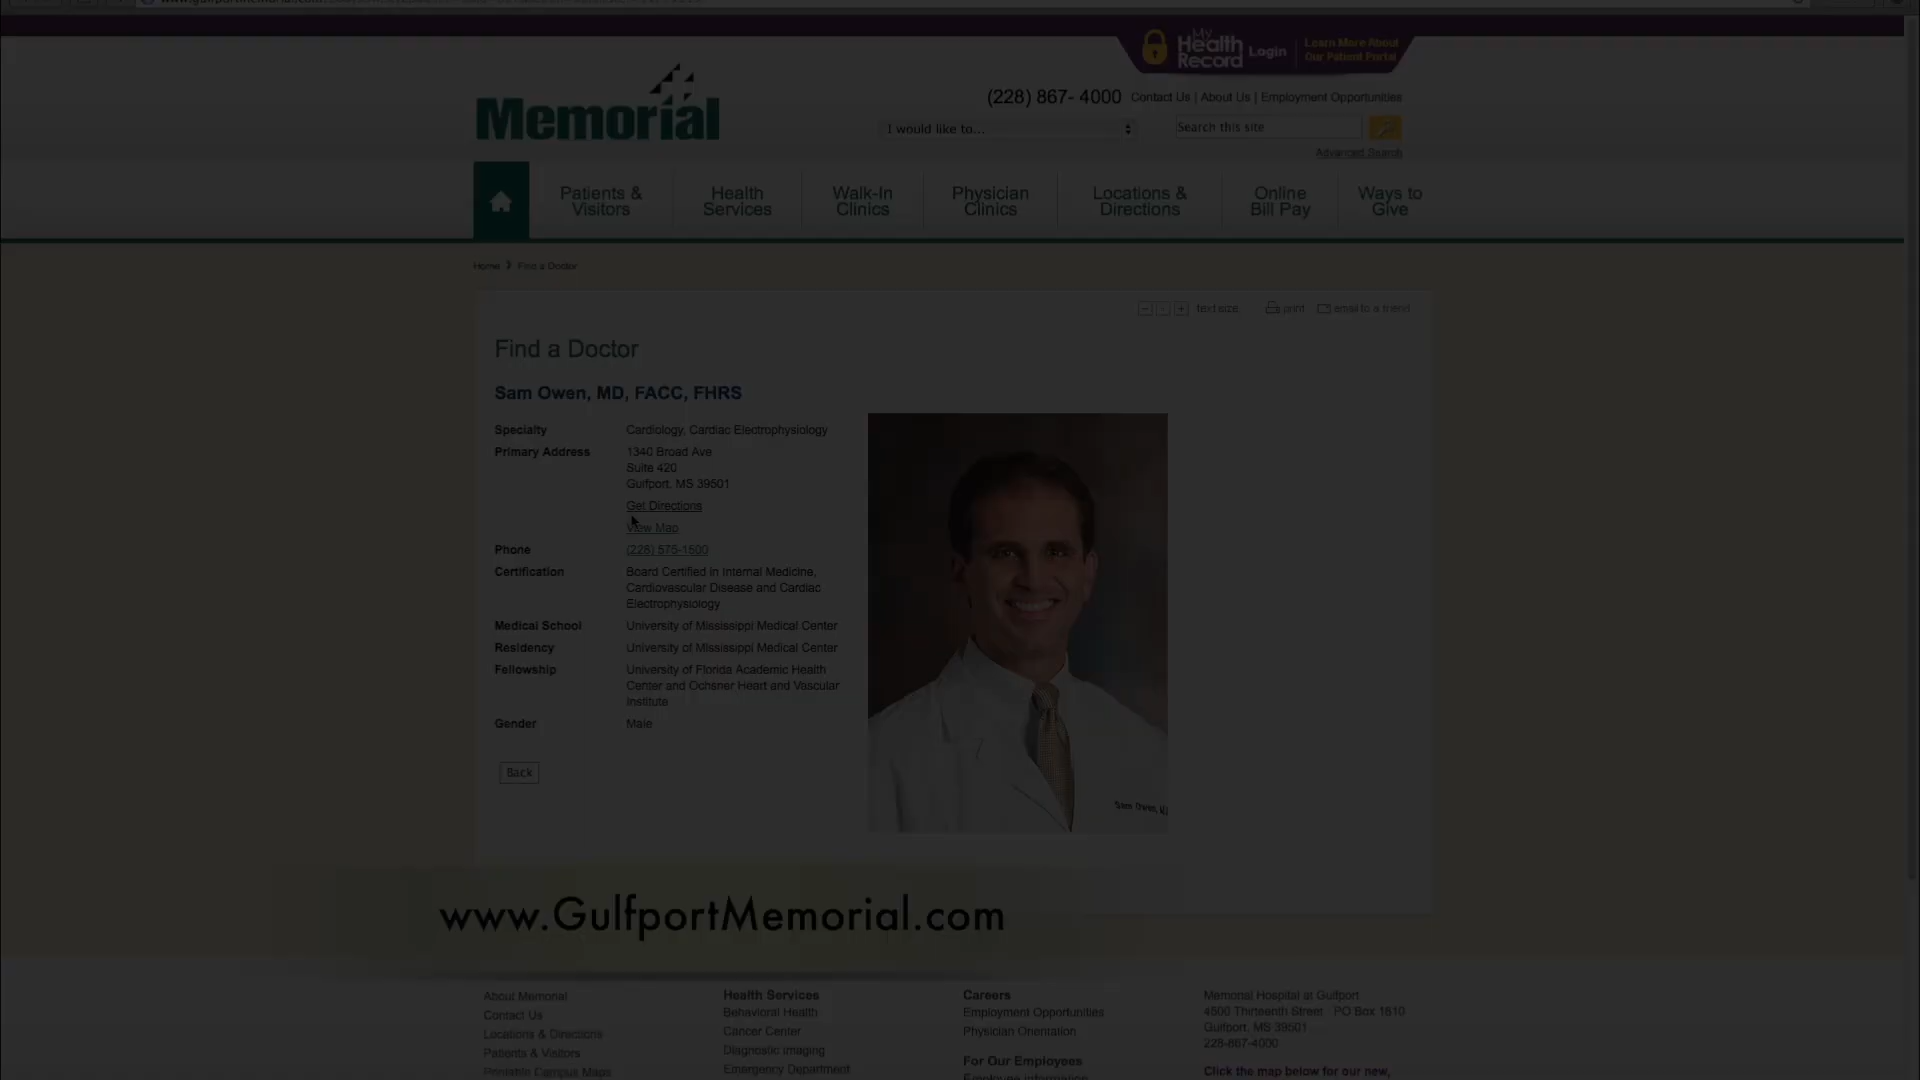 My
Health
Record
Login
Learn More About
Our Patient Portal
Memorial
(228) 867- 4000
Contact Us | About Us | Employment Opportunities
I would like to...
Search this site
Advanced Search
Patients &
Visitors
Health
Services
Walk-In
Clinics
Physician
Clinics
Locations &
Directions
Online
Bill Pay
Ways to
Give
Home
Find a Doctor
text size
print
email to a friend
Find a Doctor
Sam Owen, MD, FACC, FHRS
Specialty
Cardiology, Cardiac Electrophysiology
Primary Address
1340 Broad Ave
Suite 420
Gulfport, MS 39501
Get Directions
View Map
Phone
(228) 575-1500
Certification
Board Certified in Internal Medicine,
Cardiovascular Disease and Cardiac
Electrophysiology
Medical School
University of Mississippi Medical Center
Residency
University of Mississippi Medical Center
Fellowship
University of Florida Academic Health
Center and Ochsner Heart and Vascular
Institute
Gender
Male
Back
www.GulfportMemorial.com
About Memorial
Contact Us
Locations & Directions
Patients & Visitors
Printable Campus Maps
Health Services
Behavioral Health
Cancer Center
Diagnostic Imaging
Emergency Department
Careers
Employment Opportunities
Physician Orientation
For Our Employees
Employee Information
Memorial Hospital at Gulfport
4500 Thirteenth Street PO Box 1810
Gulfport, MS 39501
228-867-4000
Click the map below for our new,